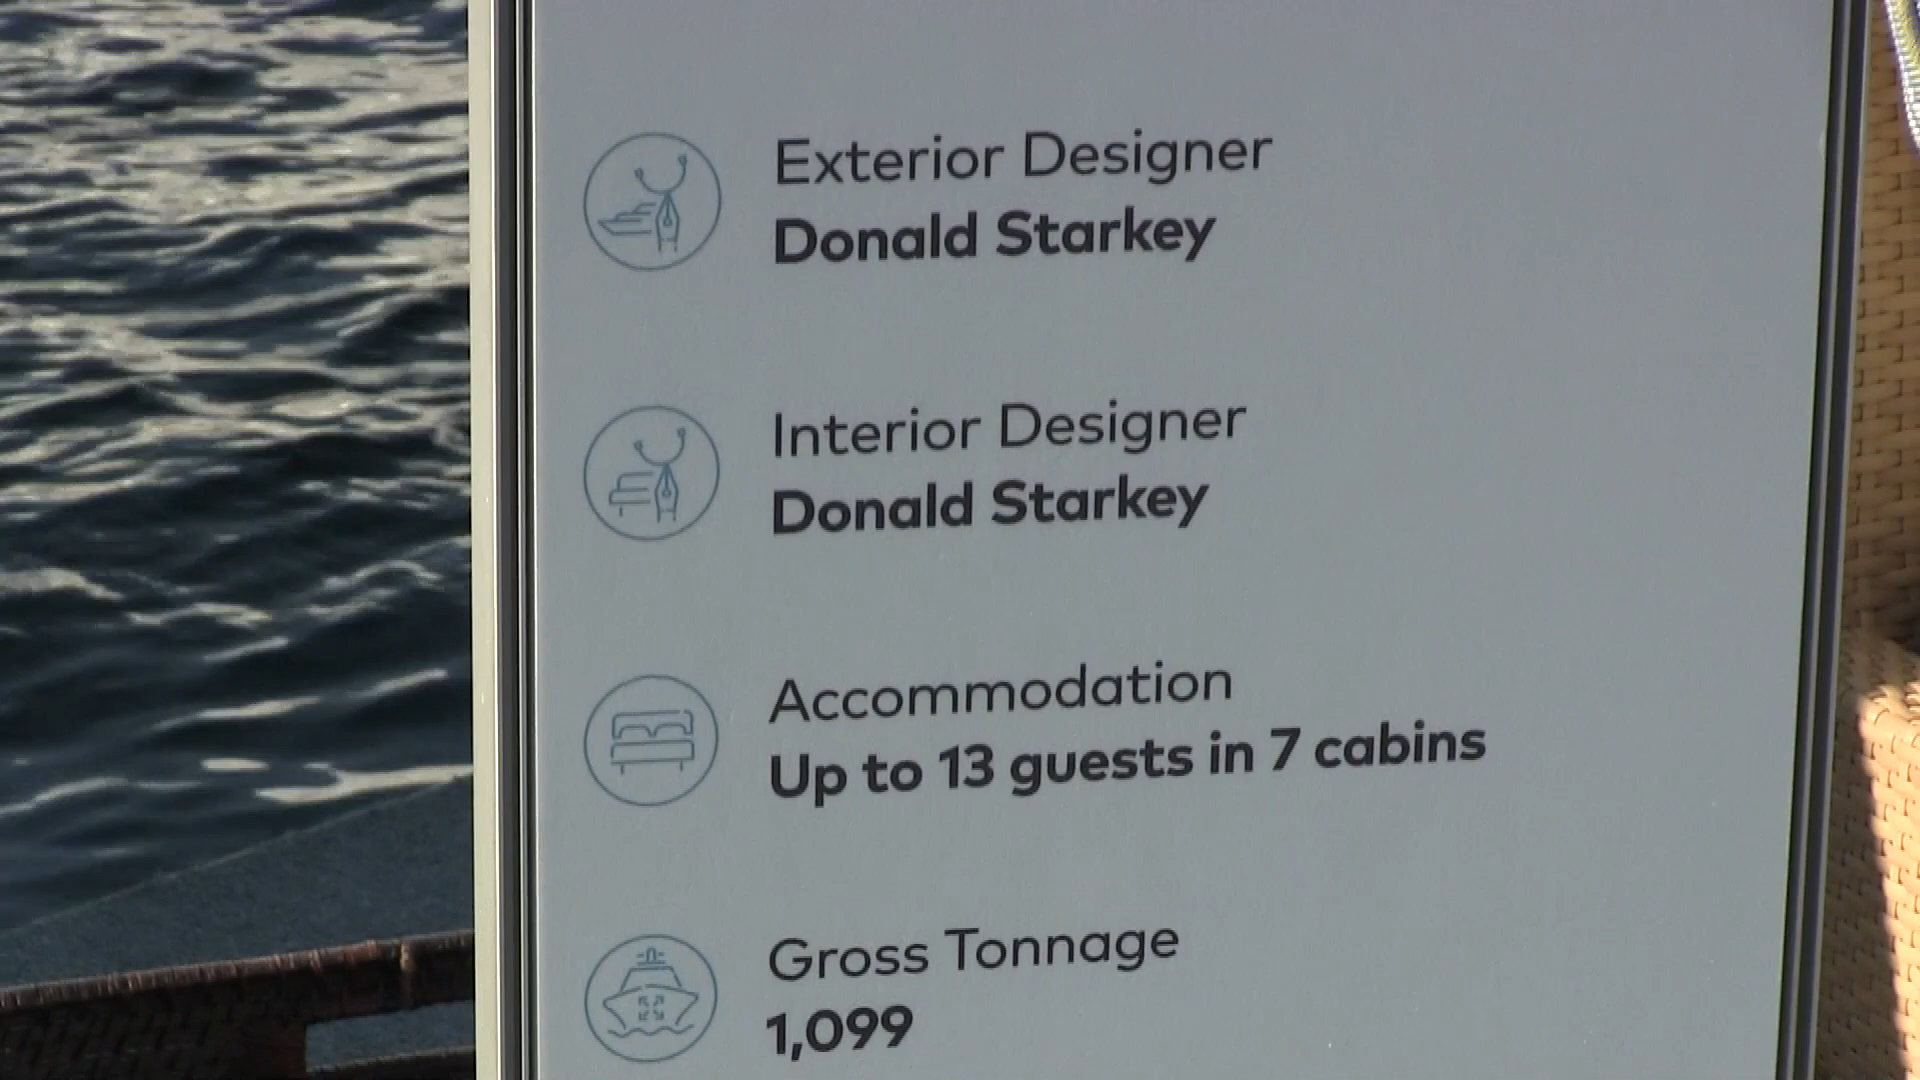 Exterior Designer
Donald Starkey
Interior Designer
Donald Starkey
Accommodation
Up to 13 guests in 7 cabins
Gross Tonnage
1,099